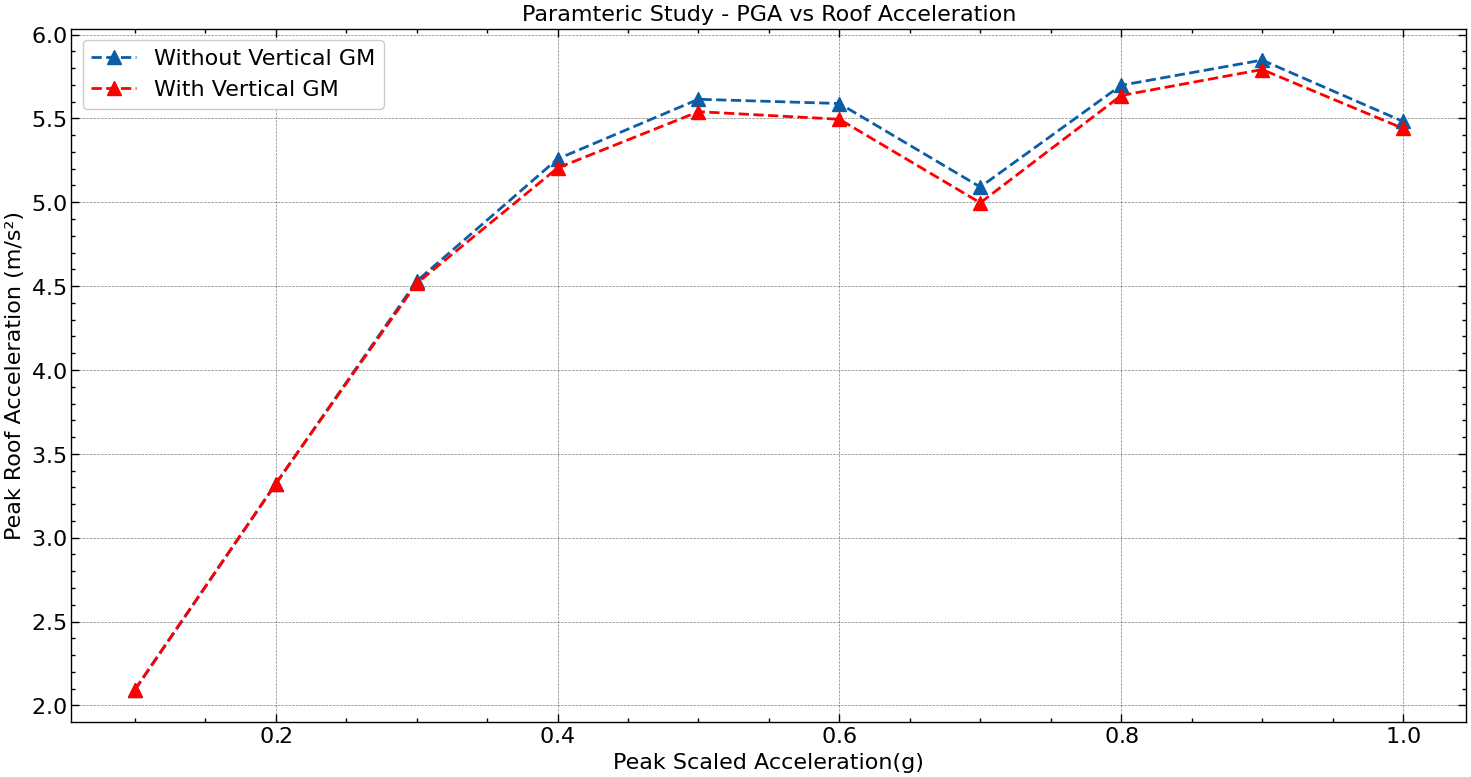 Paramteric Study - PGA vs Roof Acceleration
Without Vertical GM
With Vertical GM
Peak Roof Acceleration (m/s²)
6.0
5.5
5.0
4.5
4.0
3.5
3.0
2.5
2.0
0.2 0.4 0.6 0.8 1.0
Peak Scaled Acceleration(g)